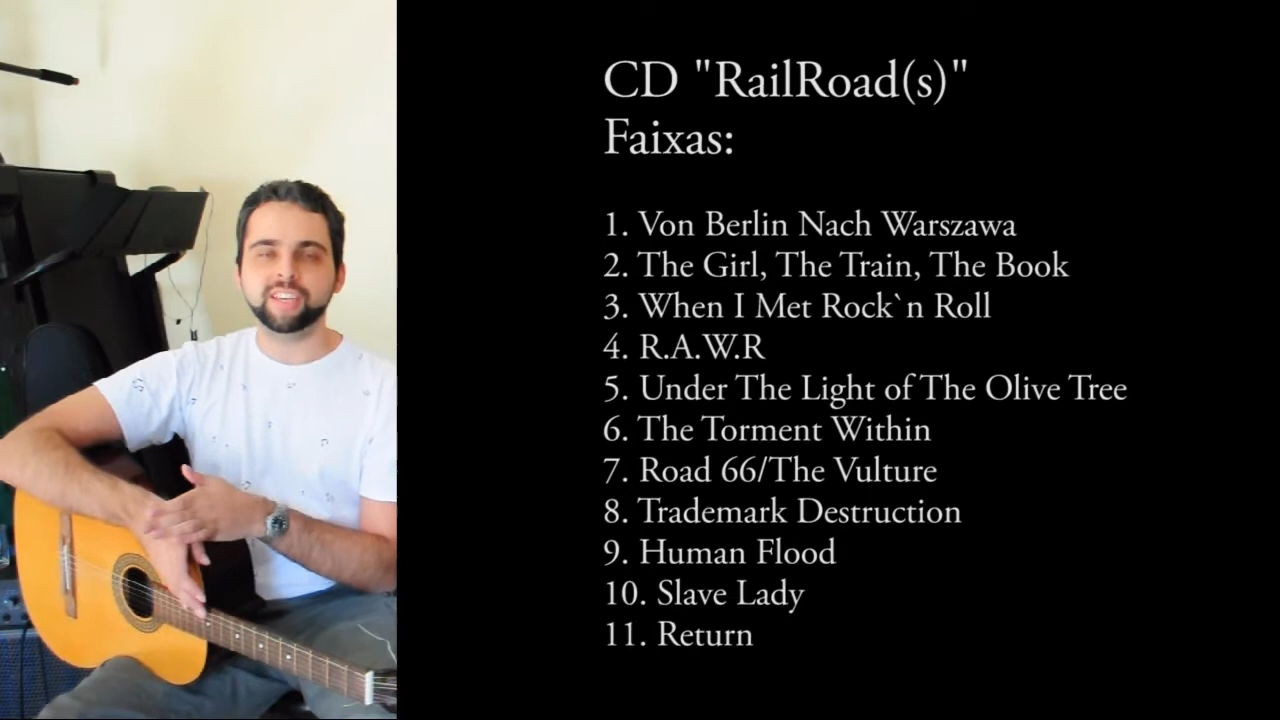 CD "RailRoad(s)"
Faixas:
1. Von Berlin Nach Warszawa
2. The Girl, The Train, The Book
3. When I Met Rock`n Roll
4. R.A.W.R
5. Under The Light of The Olive Tree
6. The Torment Within
7. Road 66/The Vulture
8. Trademark Destruction
9. Human Flood
10. Slave Lady
11. Return